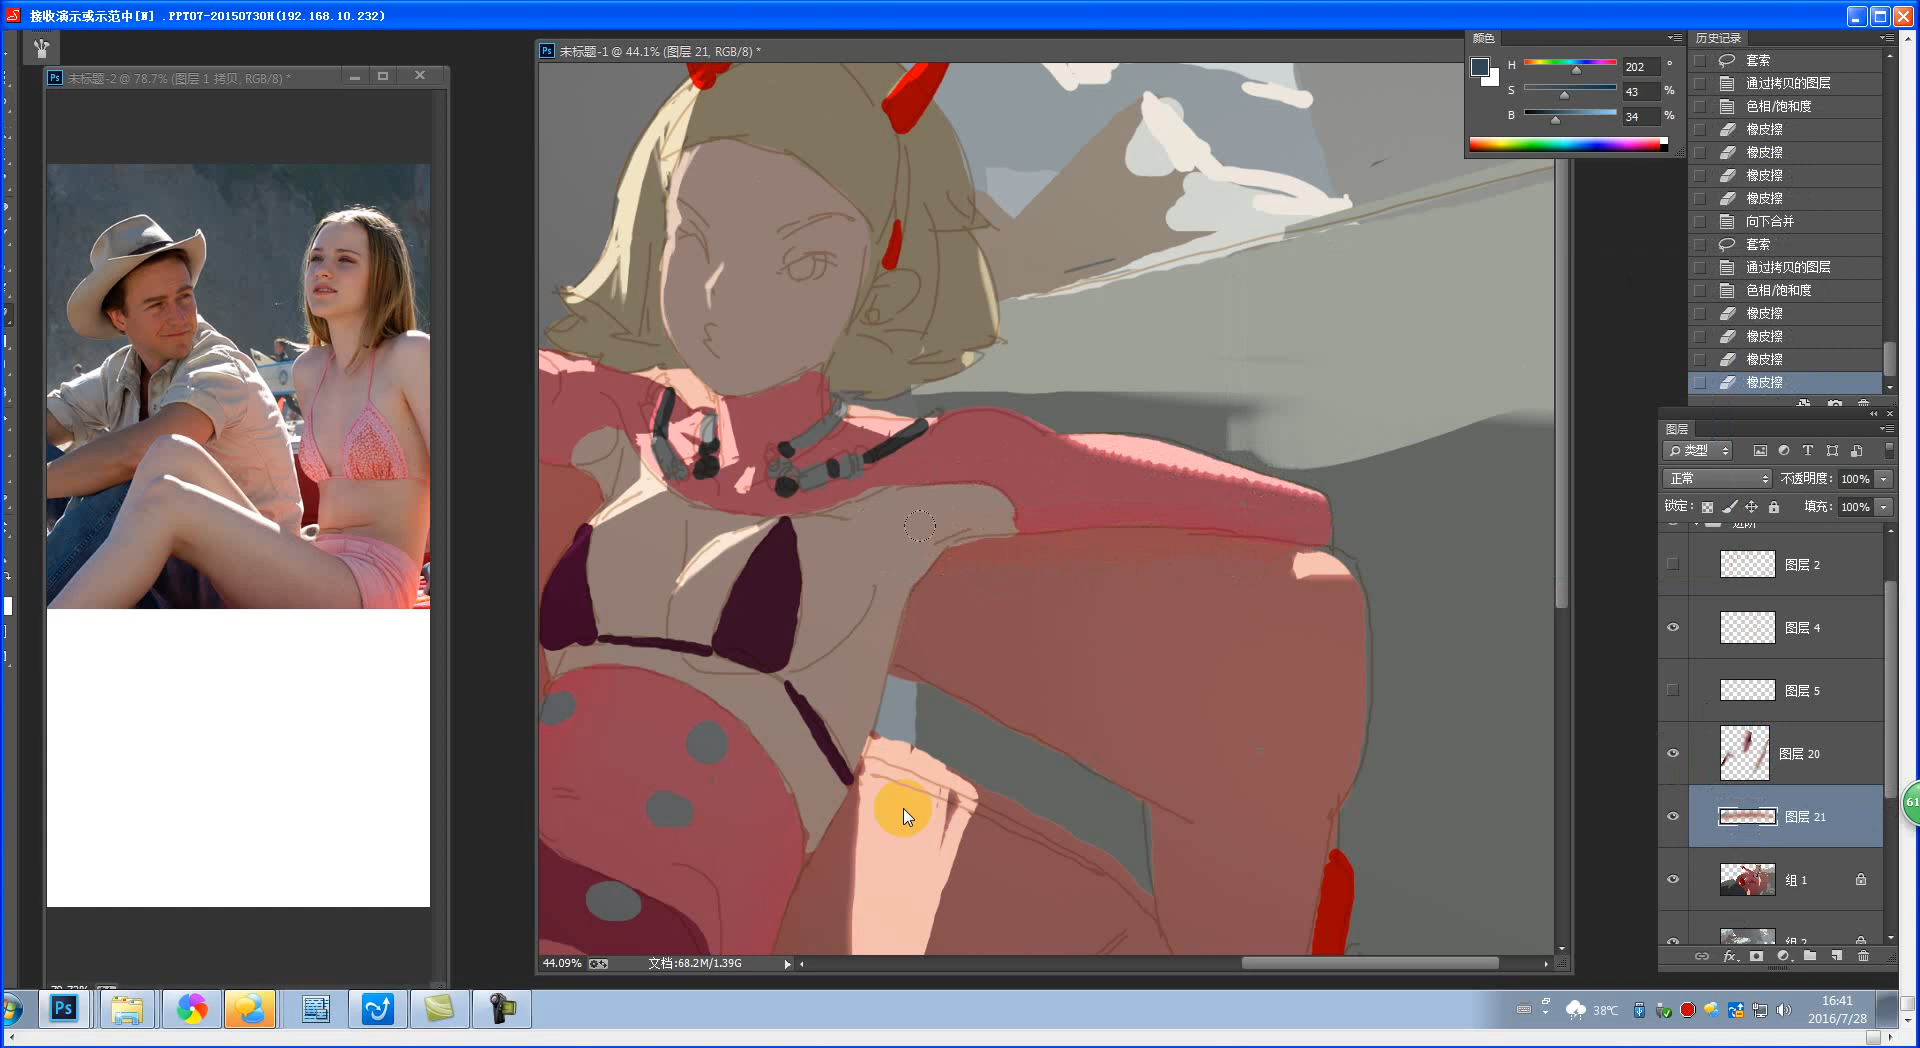 接收演示或示范中[W] .PPT07-20150730H(192.168.10.232)
Ps 未标题-2 @ 78.7% (图层 1 拷贝, RGB/8) *
Ps 未标题-1 @ 44.1% (图层 21, RGB/8) *
颜色
H 202 °
S 43 %
B 34 %
历史记录
套索
通过拷贝的图层
色相/饱和度
橡皮擦
橡皮擦
橡皮擦
橡皮擦
向下合并
套索
通过拷贝的图层
色相/饱和度
橡皮擦
橡皮擦
橡皮擦
橡皮擦
图层
类型
正常 不透明度: 100%
锁定: 填充: 100%
图层 2
图层 4
图层 5
图层 20
图层 21
组 1
组 2
fx
61
44.09% 文档:68.2M/1.39G
Ps
38℃
16:41
2016/7/28